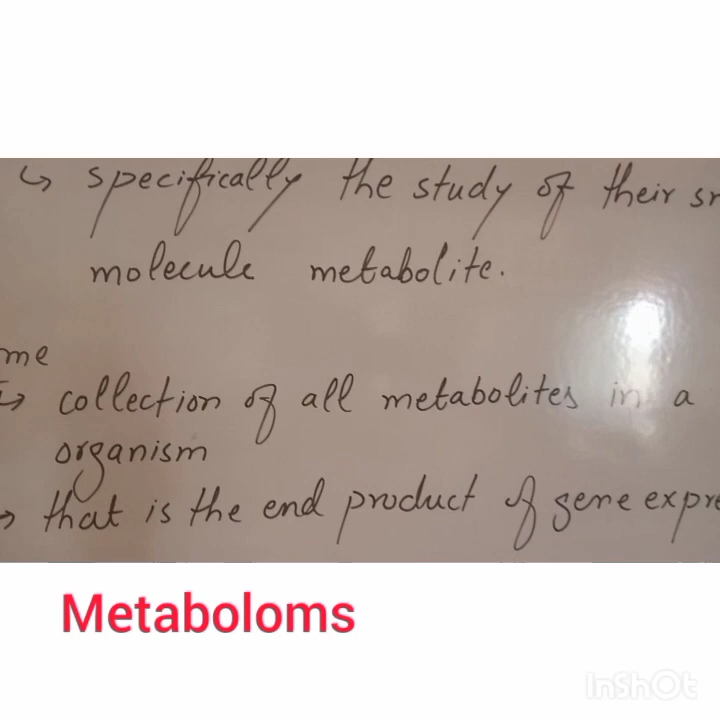 ↳ specifically the study of their
molecule metabolite.
me
↳ collection of all metabolites in a
organism
→ that is the end product of gene expre
Metaboloms
InShOt